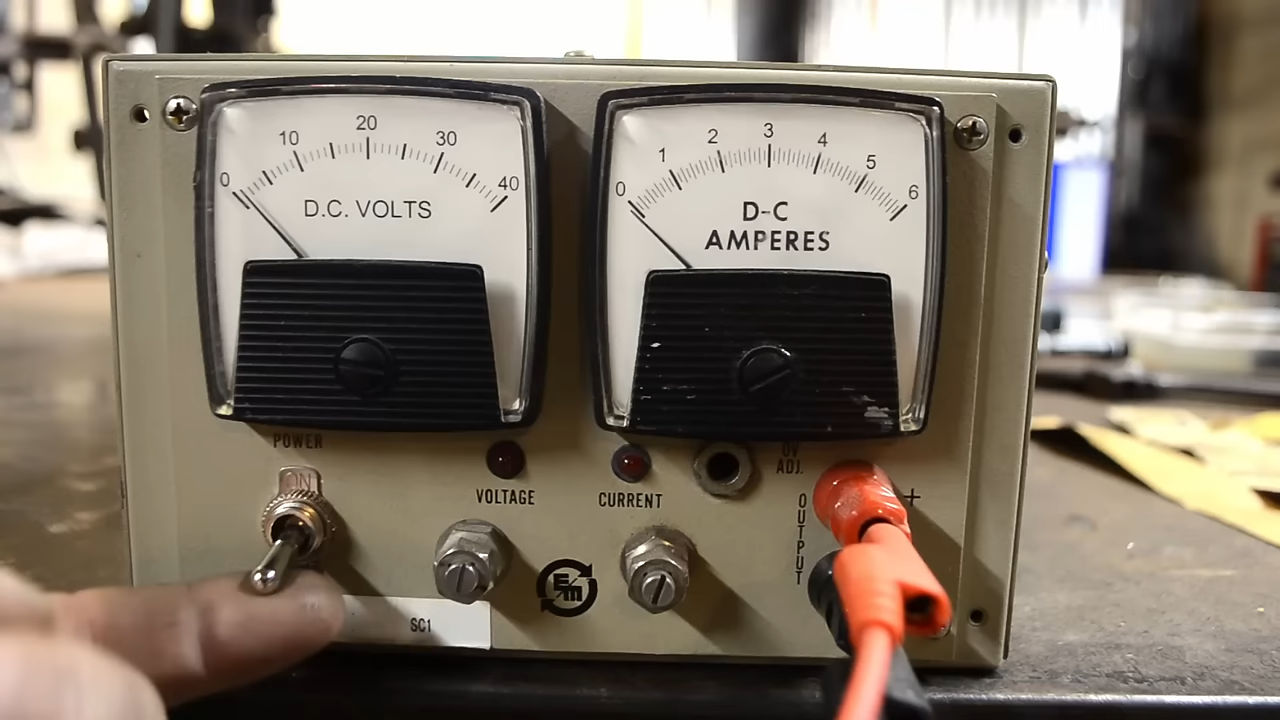 0 10 20 30 40
D.C. VOLTS
0 1 2 3 4 5 6
D-C
AMPERES
POWER
ON
VOLTAGE
CURRENT
OV
ADJ.
OUTPUT
+
E/m
SC1